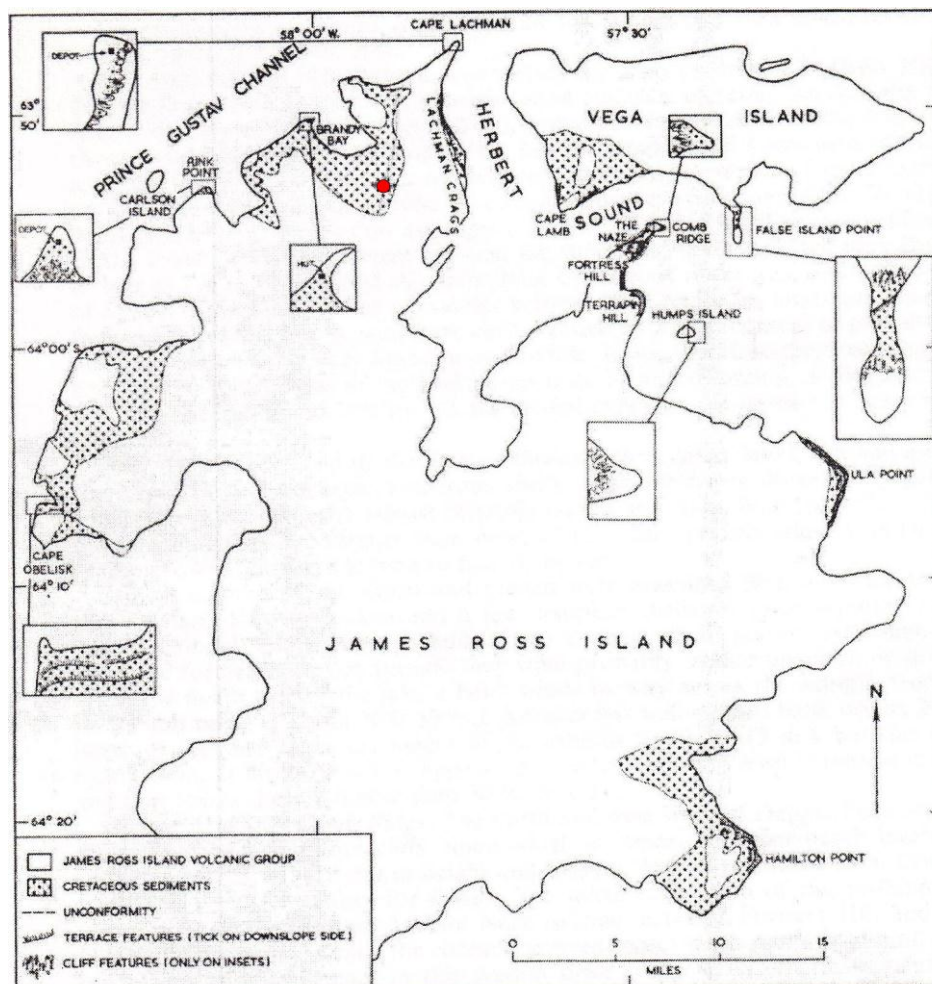 CAPE LACHMAN
58° 00' W.
57° 30'
DEPOT
63°
50'
PRINCE GUSTAV CHANNEL
BRANDY
BAY
LACHMAN CRAGS
HERBERT
SOUND
VEGA ISLAND
RINK
POINT
CARLSON
ISLAND
CAPE
LAMB
THE
NAZE
COMB
RIDGE
FALSE ISLAND POINT
DEPOT
FORTRESS
HILL
TERRAPY
HILL
HUMPS ISLAND
64° 00' S
ULA POINT
CAPE
OBELISK
64° 10'
JAMES ROSS ISLAND
N
64° 20'
HAMILTON POINT
JAMES ROSS ISLAND VOLCANIC GROUP
CRETACEOUS SEDIMENTS
UNCONFORMITY
TERRACE FEATURES [TICK ON DOWNSLOPE SIDE]
CLIFF FEATURES [ONLY ON INSETS]
0 5 10 15
MILES